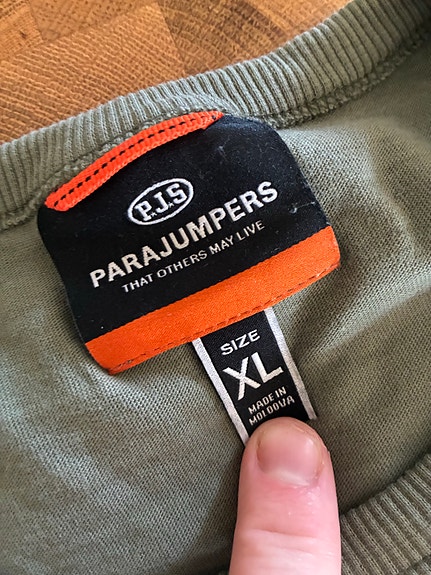 P.J.S
PARAJUMPERS
THAT OTHERS MAY LIVE
SIZE
XL
MADE IN
MOLDOVA